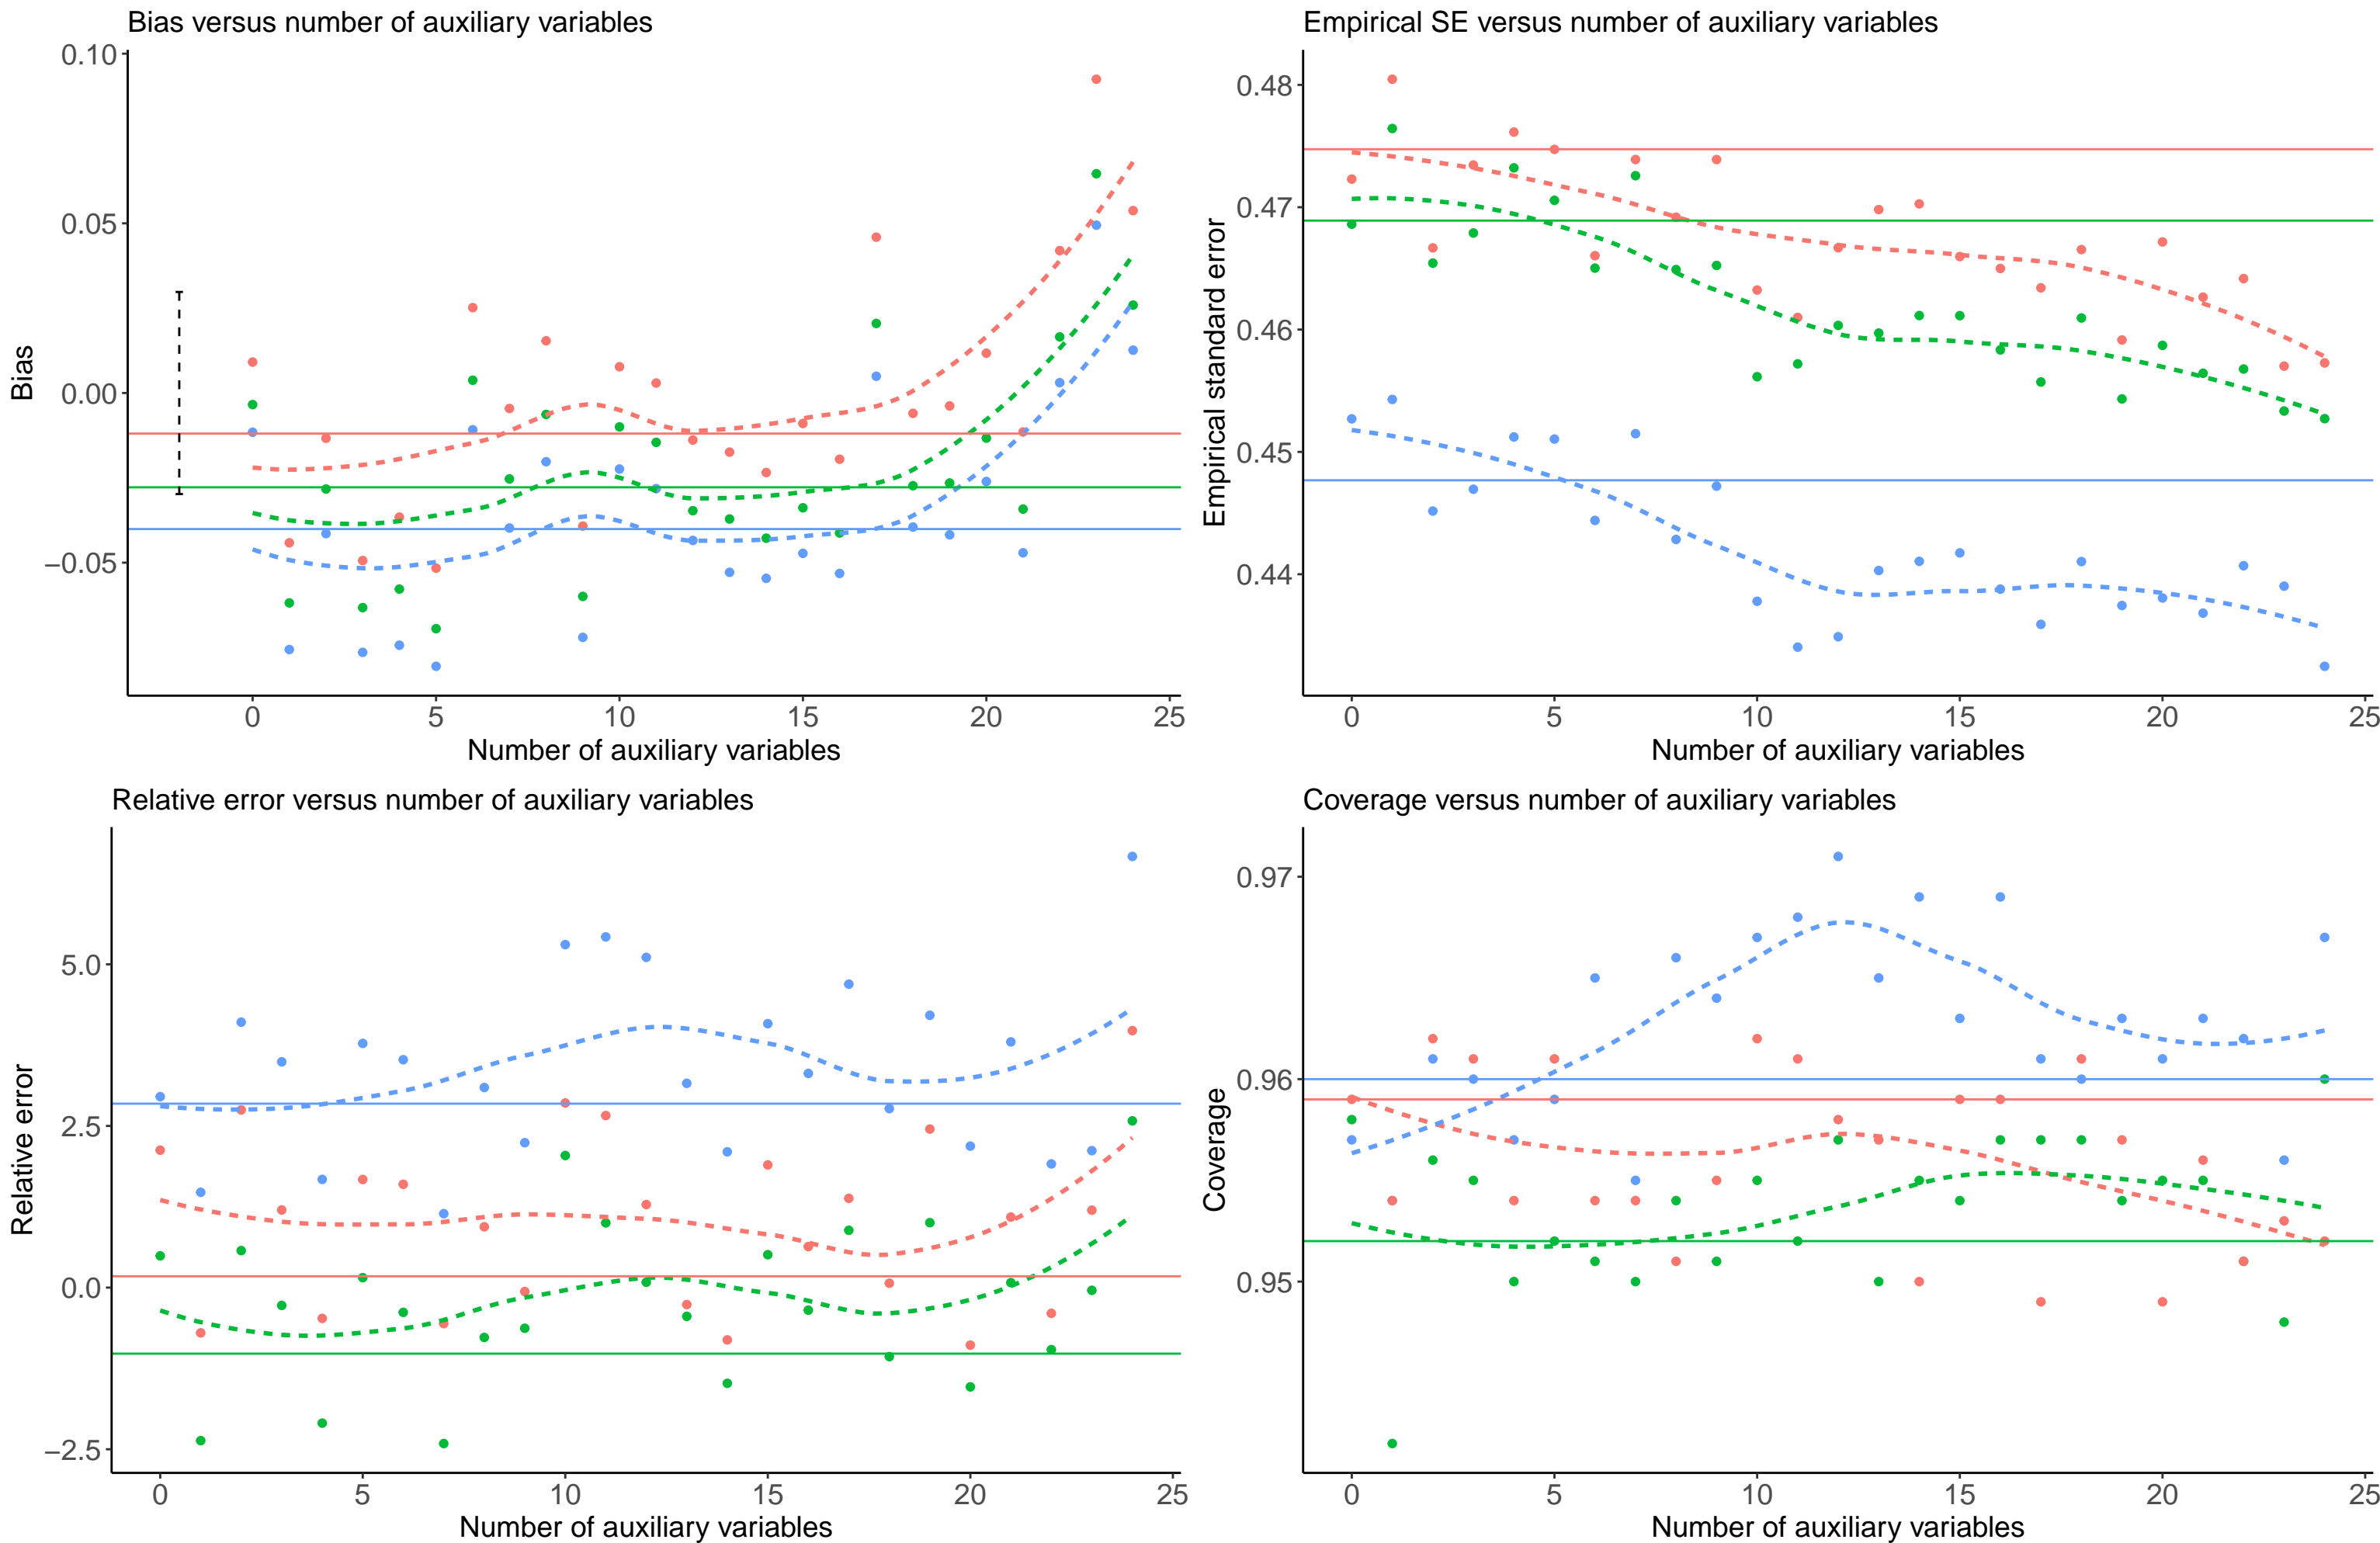 Bias versus number of auxiliary variables
0.10
0.05
0.00
−0.05
Bias
0 5 10 15 20 25
Number of auxiliary variables
Empirical SE versus number of auxiliary variables
0.48
0.47
0.46
0.45
0.44
Empirical standard error
0 5 10 15 20 25
Number of auxiliary variables
Relative error versus number of auxiliary variables
5.0
2.5
0.0
−2.5
Relative error
0 5 10 15 20 25
Number of auxiliary variables
Coverage versus number of auxiliary variables
0.97
0.96
0.95
Coverage
0 5 10 15 20 25
Number of auxiliary variables